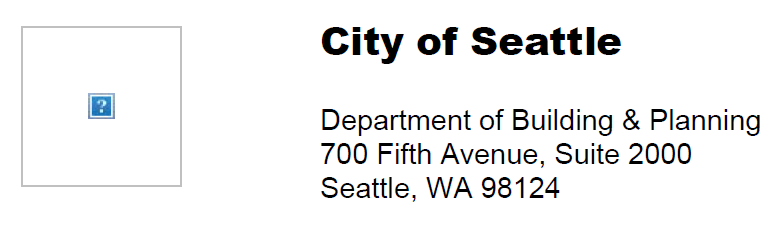 City of Seattle
Department of Building & Planning
700 Fifth Avenue, Suite 2000
Seattle, WA 98124